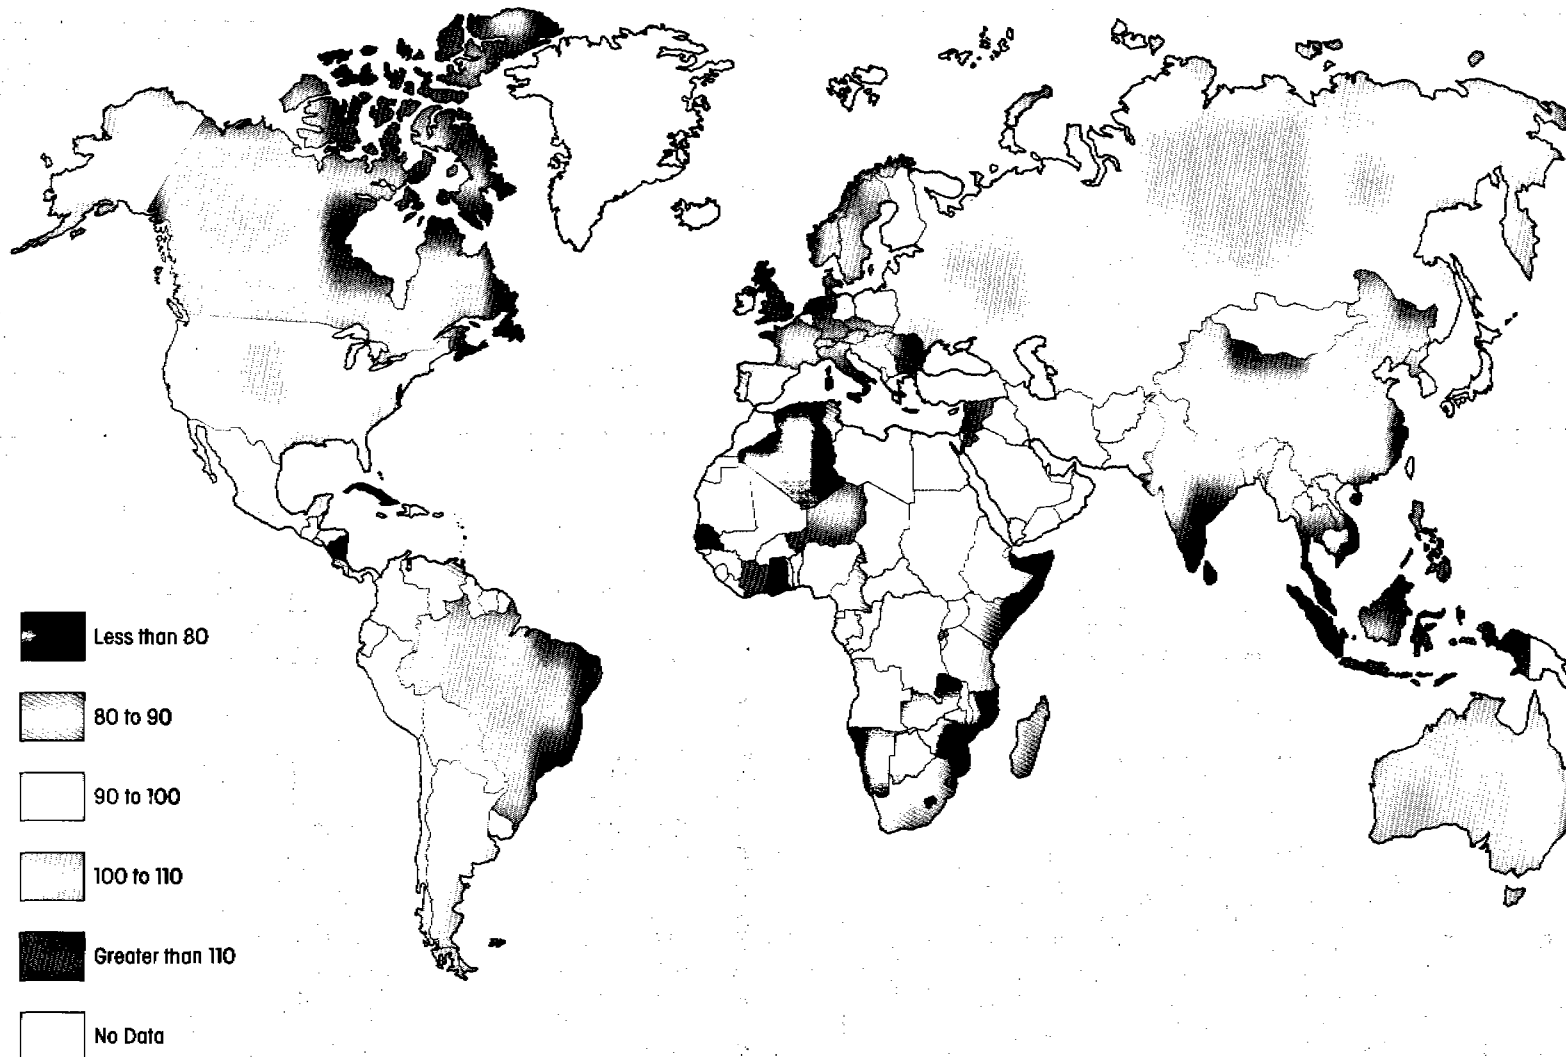 Less than 80
80 to 90
90 to 100
100 to 110
Greater than 110
No Data